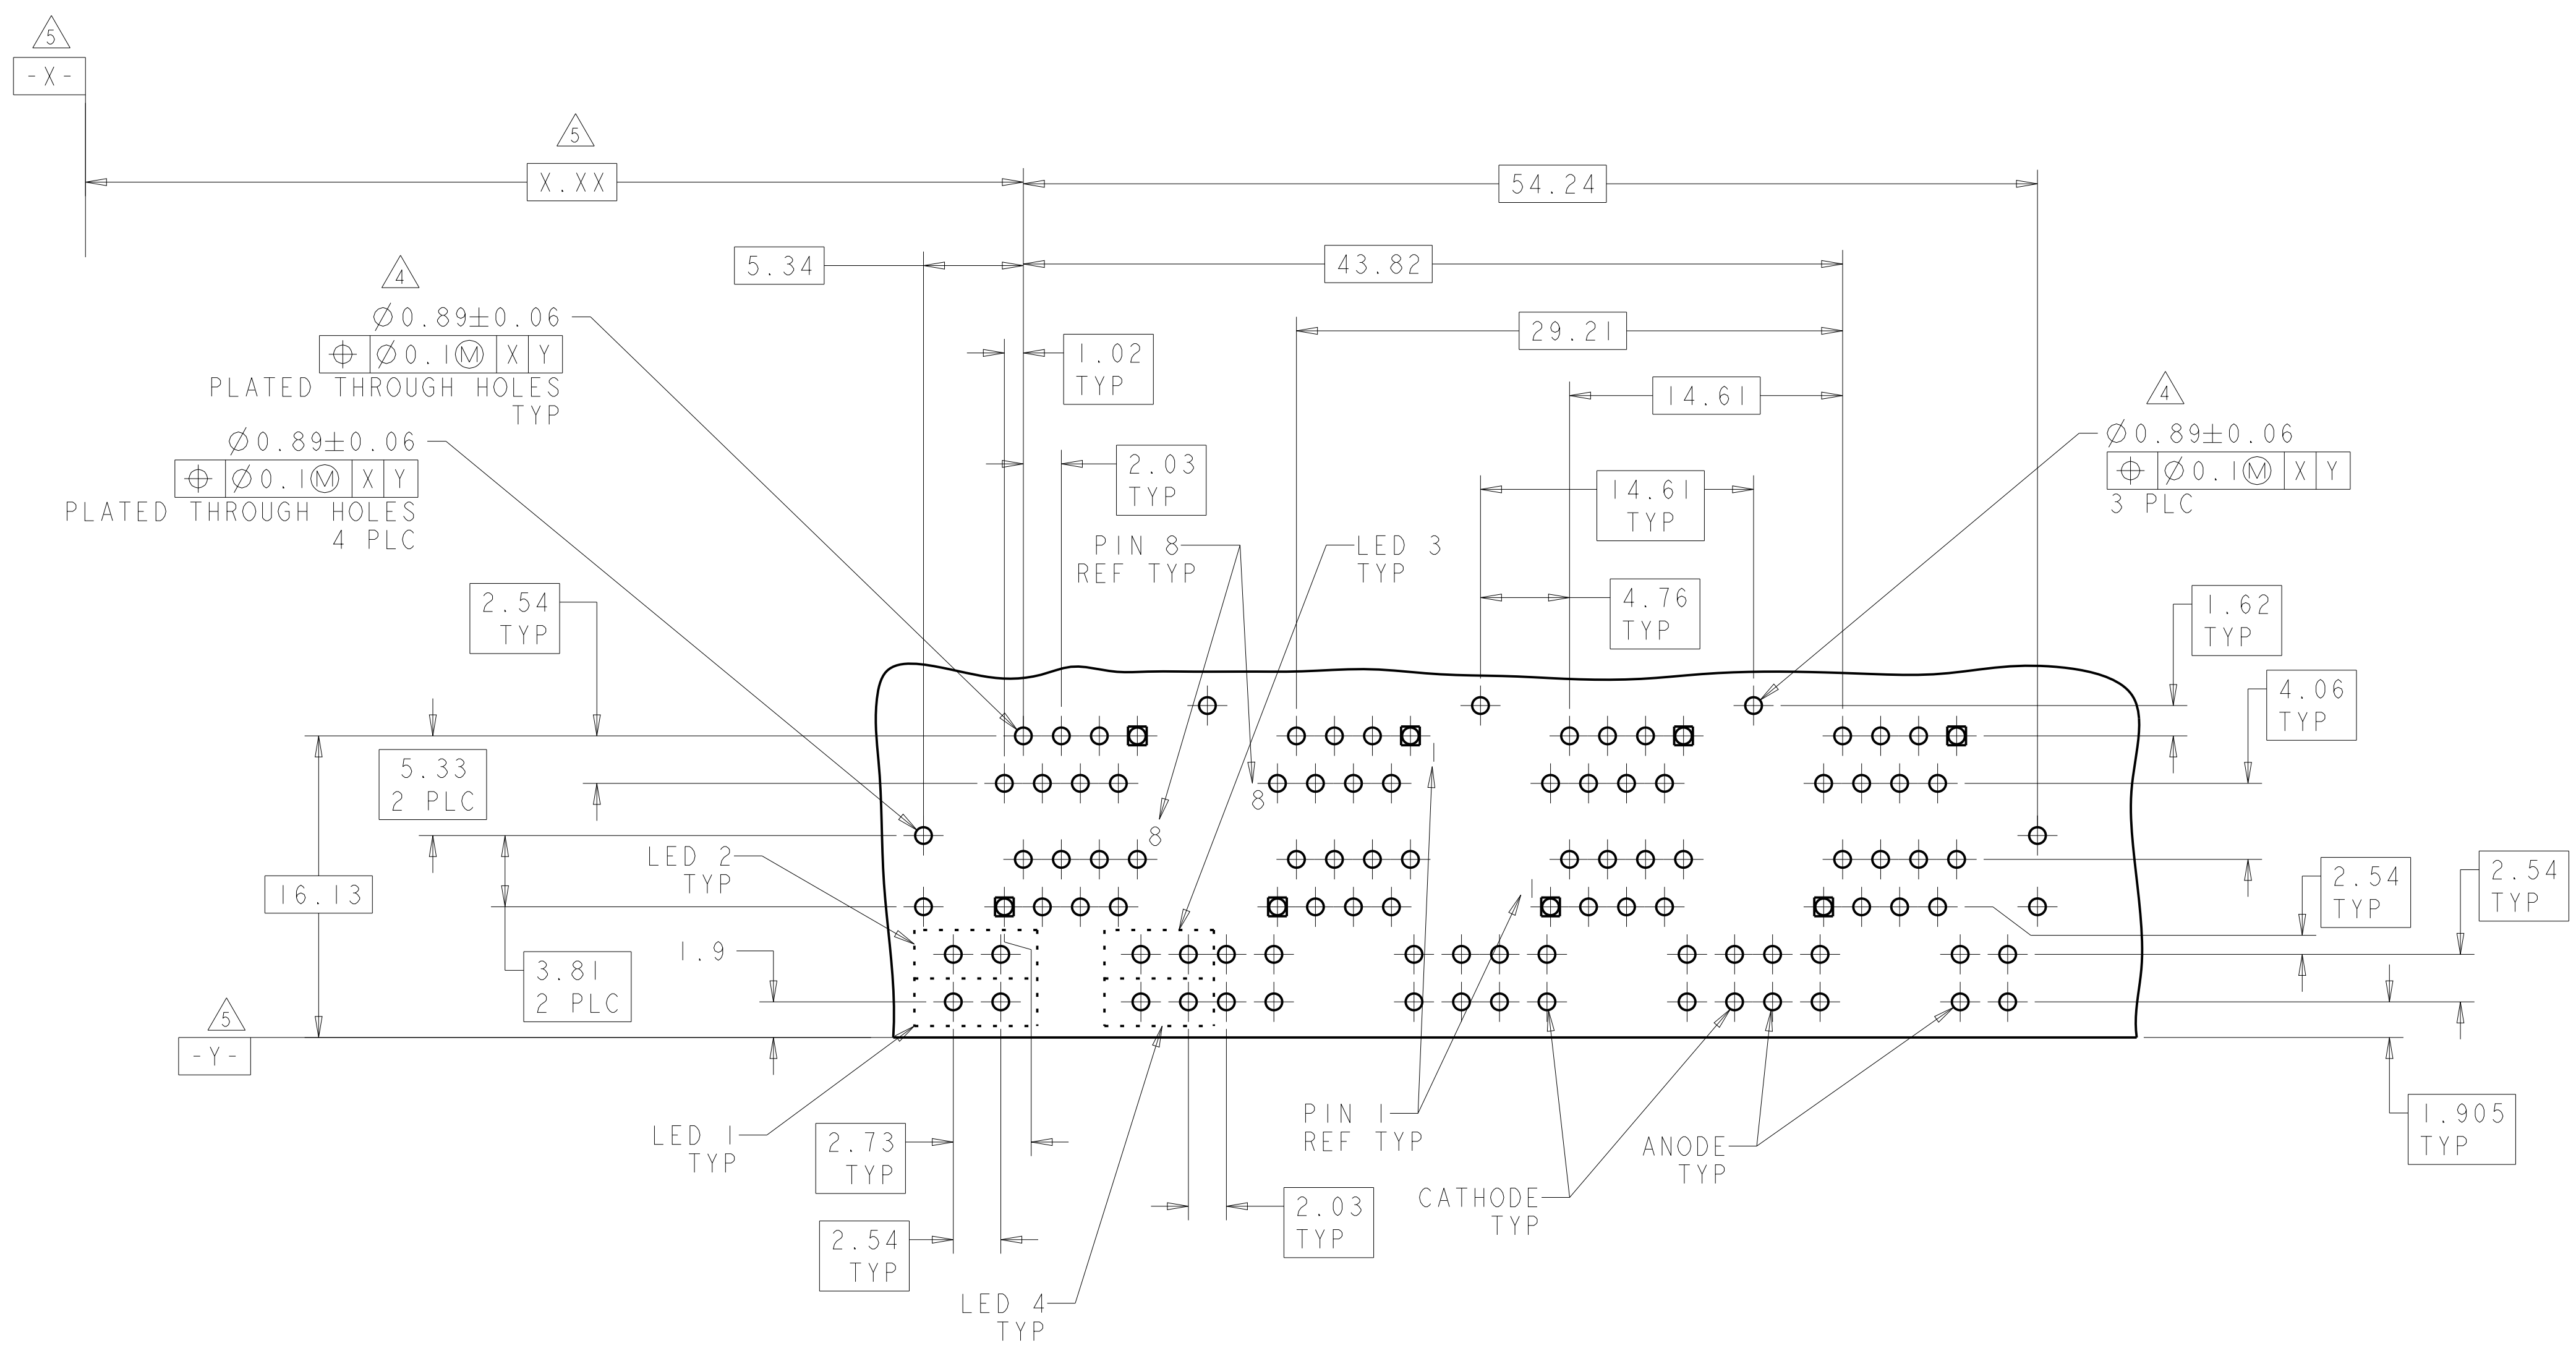 5
-X-
5
X.XX
54.24
5.34
43.82
4
Ø0.89±0.06
⌖ Ø0.1Ⓜ X Y
PLATED THROUGH HOLES
TYP
29.21
1.02
TYP
14.61
4
Ø0.89±0.06
⌖ Ø0.1Ⓜ X Y
3 PLC
Ø0.89±0.06
⌖ Ø0.1Ⓜ X Y
PLATED THROUGH HOLES
4 PLC
2.03
TYP
14.61
TYP
PIN 8
REF TYP
LED 3
TYP
2.54
TYP
4.76
TYP
1.62
TYP
4.06
TYP
5.33
2 PLC
1
8
8
LED 2
TYP
16.13
1
2.54
TYP
2.54
TYP
1.9
3.81
2 PLC
5
-Y-
LED 1
TYP
2.73
TYP
PIN 1
REF TYP
ANODE
TYP
1.905
TYP
CATHODE
TYP
2.03
TYP
2.54
TYP
LED 4
TYP